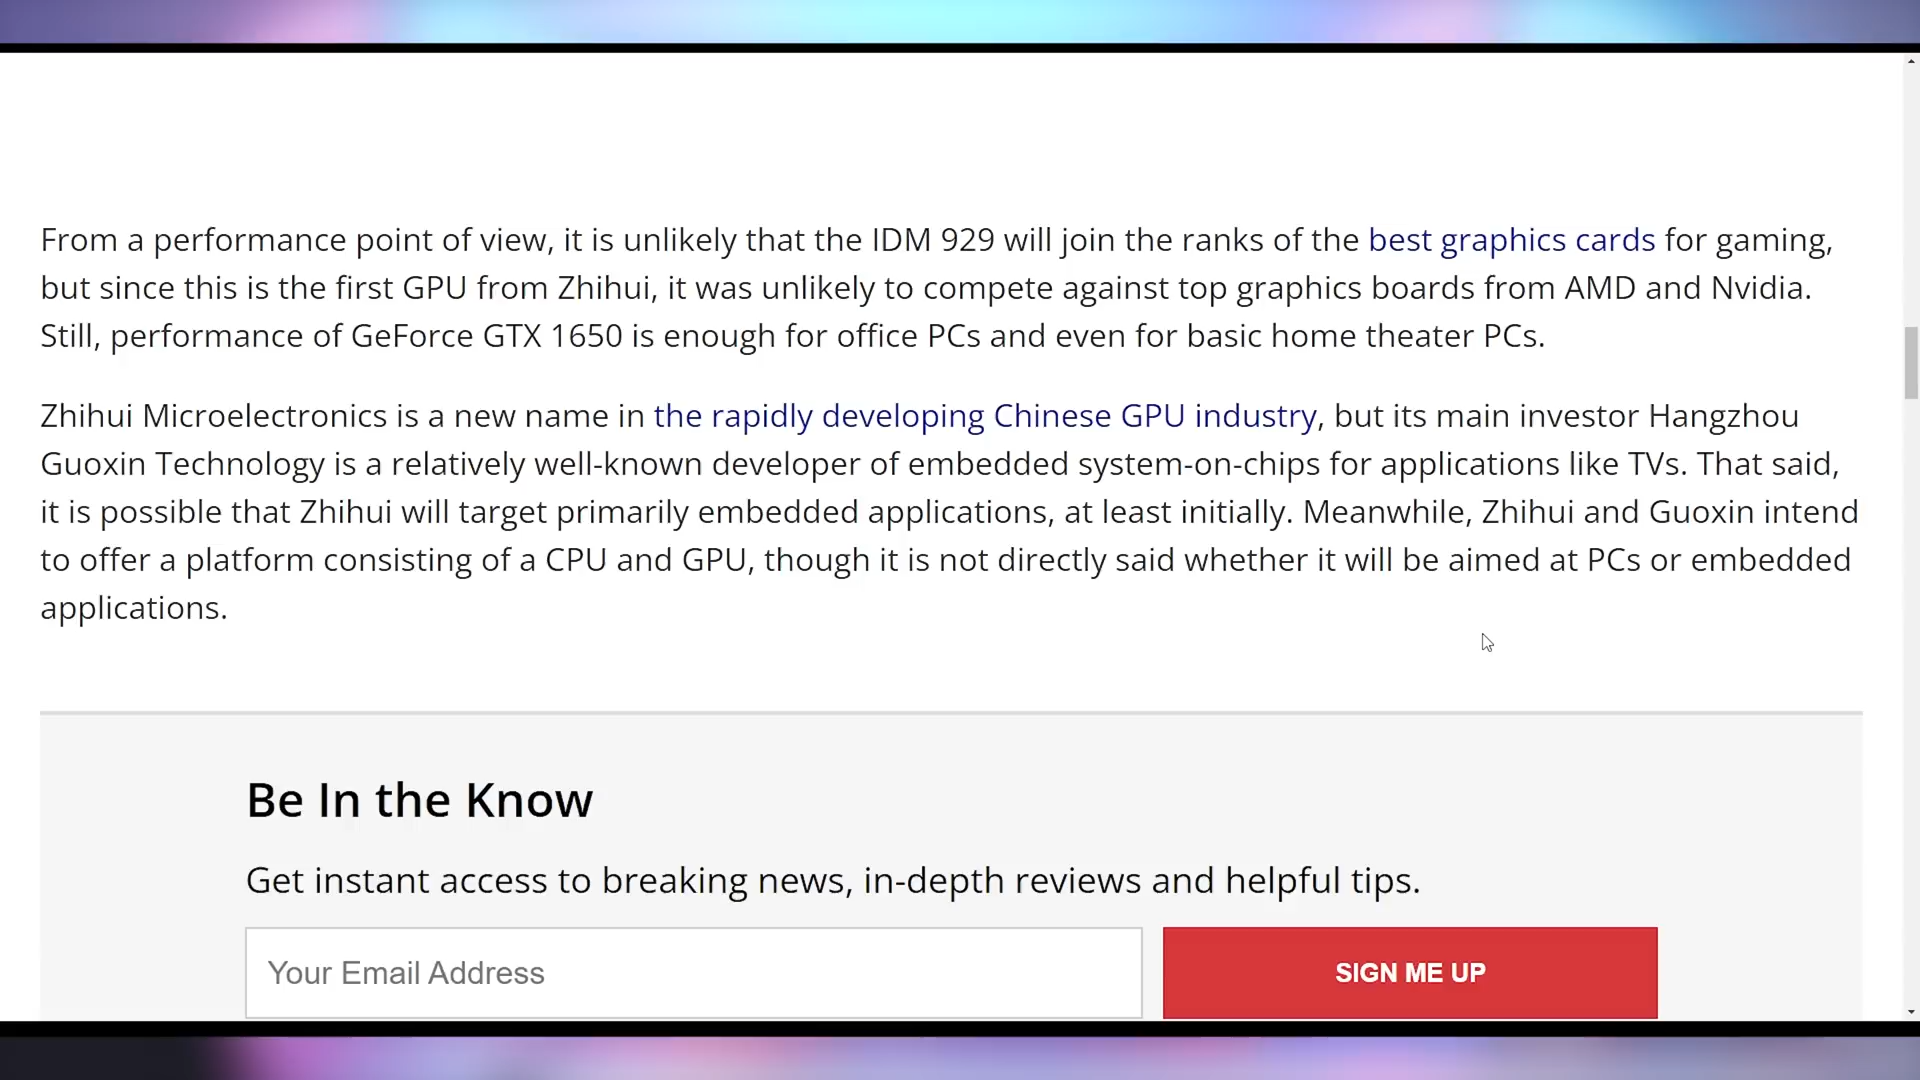 From a performance point of view, it is unlikely that the IDM 929 will join the ranks of the best graphics cards for gaming,
but since this is the first GPU from Zhihui, it was unlikely to compete against top graphics boards from AMD and Nvidia.
Still, performance of GeForce GTX 1650 is enough for office PCs and even for basic home theater PCs.
Zhihui Microelectronics is a new name in the rapidly developing Chinese GPU industry, but its main investor Hangzhou
Guoxin Technology is a relatively well-known developer of embedded system-on-chips for applications like TVs. That said,
it is possible that Zhihui will target primarily embedded applications, at least initially. Meanwhile, Zhihui and Guoxin intend
to offer a platform consisting of a CPU and GPU, though it is not directly said whether it will be aimed at PCs or embedded
applications.
Be In the Know
Get instant access to breaking news, in-depth reviews and helpful tips.
Your Email Address
SIGN ME UP